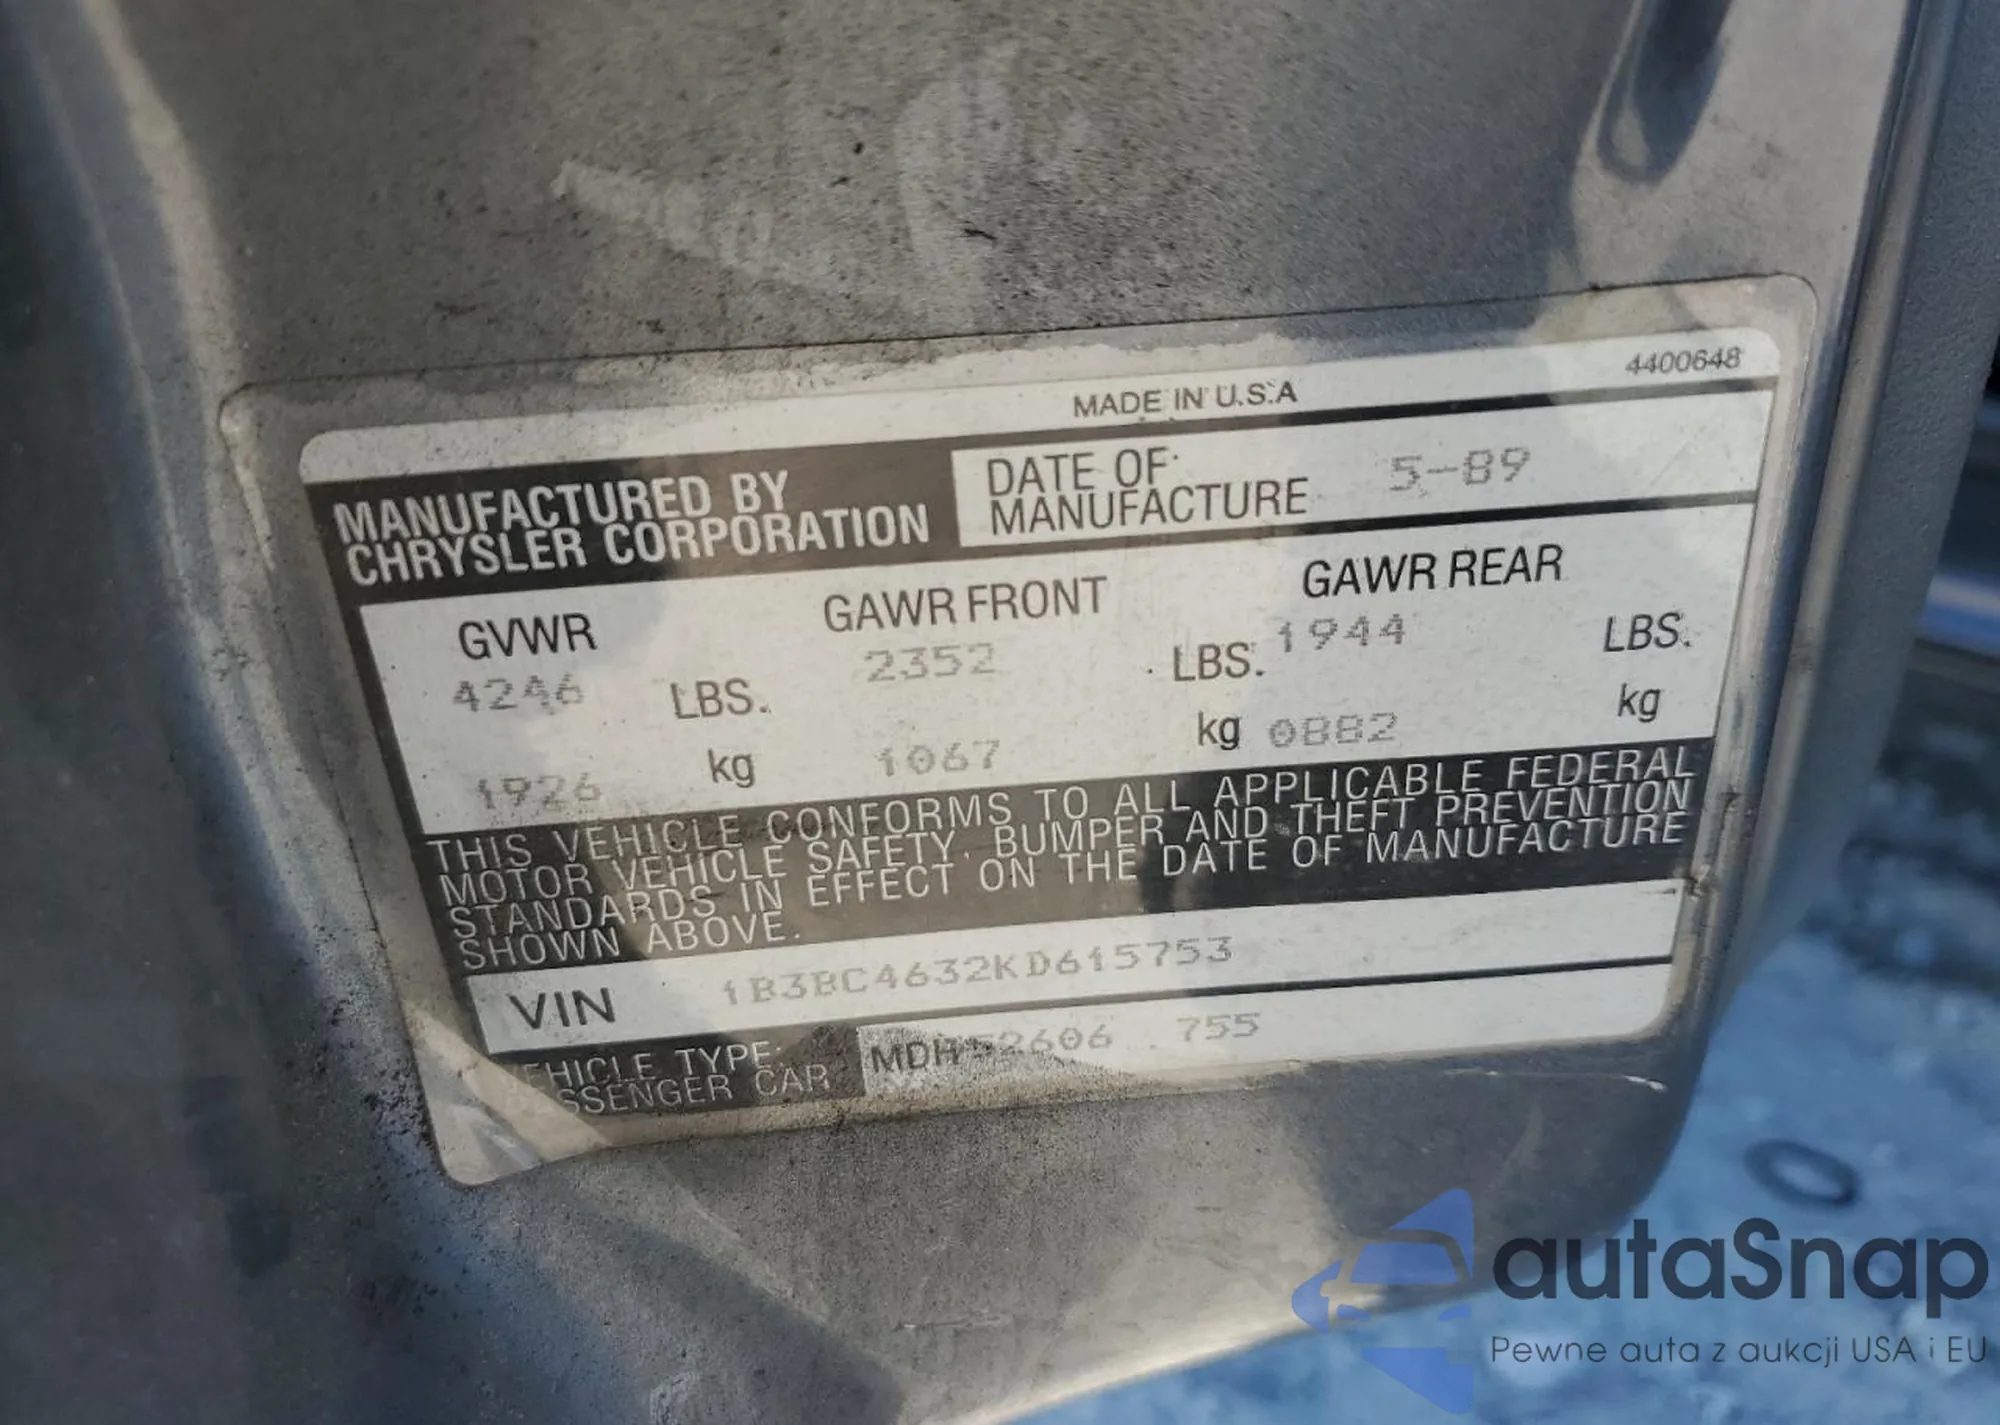 MADE IN U.S.A
4400648
MANUFACTURED BY
CHRYSLER CORPORATION
DATE OF
MANUFACTURE
5-89
GVWR
GAWR FRONT
GAWR REAR
4246 LBS. 2352 LBS. 1944 LBS.
1926 kg 1067 kg 0882 kg
THIS VEHICLE CONFORMS TO ALL APPLICABLE FEDERAL
MOTOR VEHICLE SAFETY, BUMPER AND THEFT PREVENTION
STANDARDS IN EFFECT ON THE DATE OF MANUFACTURE
SHOWN ABOVE.
VIN 1B3BC4632KD615753
VEHICLE TYPE:
PASSENGER CAR
755
autaSnap
Pewne auta z aukcji USA i EU